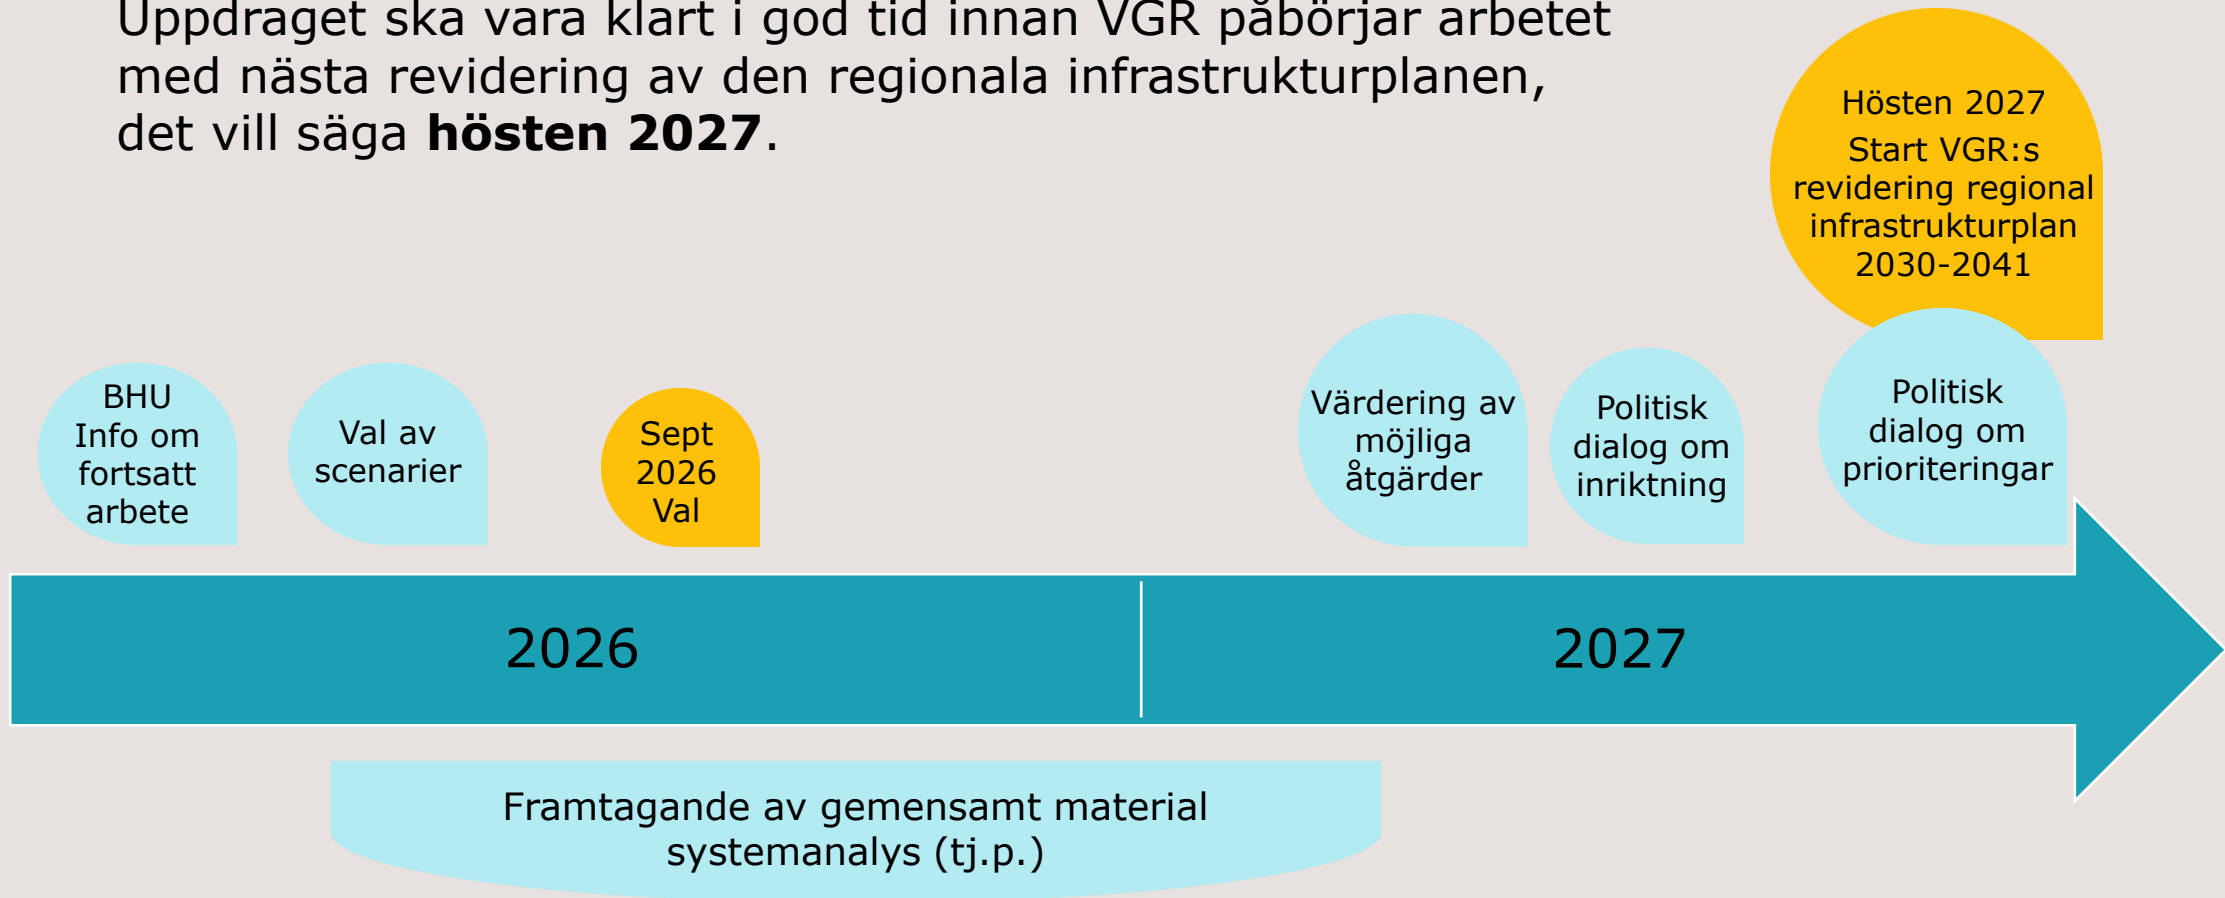 Uppdraget ska vara klart i god tid innan VGR påbörjar arbetet
med nästa revidering av den regionala infrastrukturplanen,
det vill säga hösten 2027.
Hösten 2027
Start VGR:s
revidering regional
infrastrukturplan
2030-2041
BHU
Info om
fortsatt
arbete
Val av
scenarier
Sept
2026
Val
Värdering av
möjliga
åtgärder
Politisk
dialog om
inriktning
Politisk
dialog om
prioriteringar
2026
2027
Framtagande av gemensamt material
systemanalys (tj.p.)